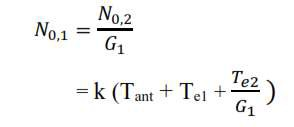 N₀,₁ = N₀,₂ / G₁
= k (Tant + Te1 + Te2 / G₁ )